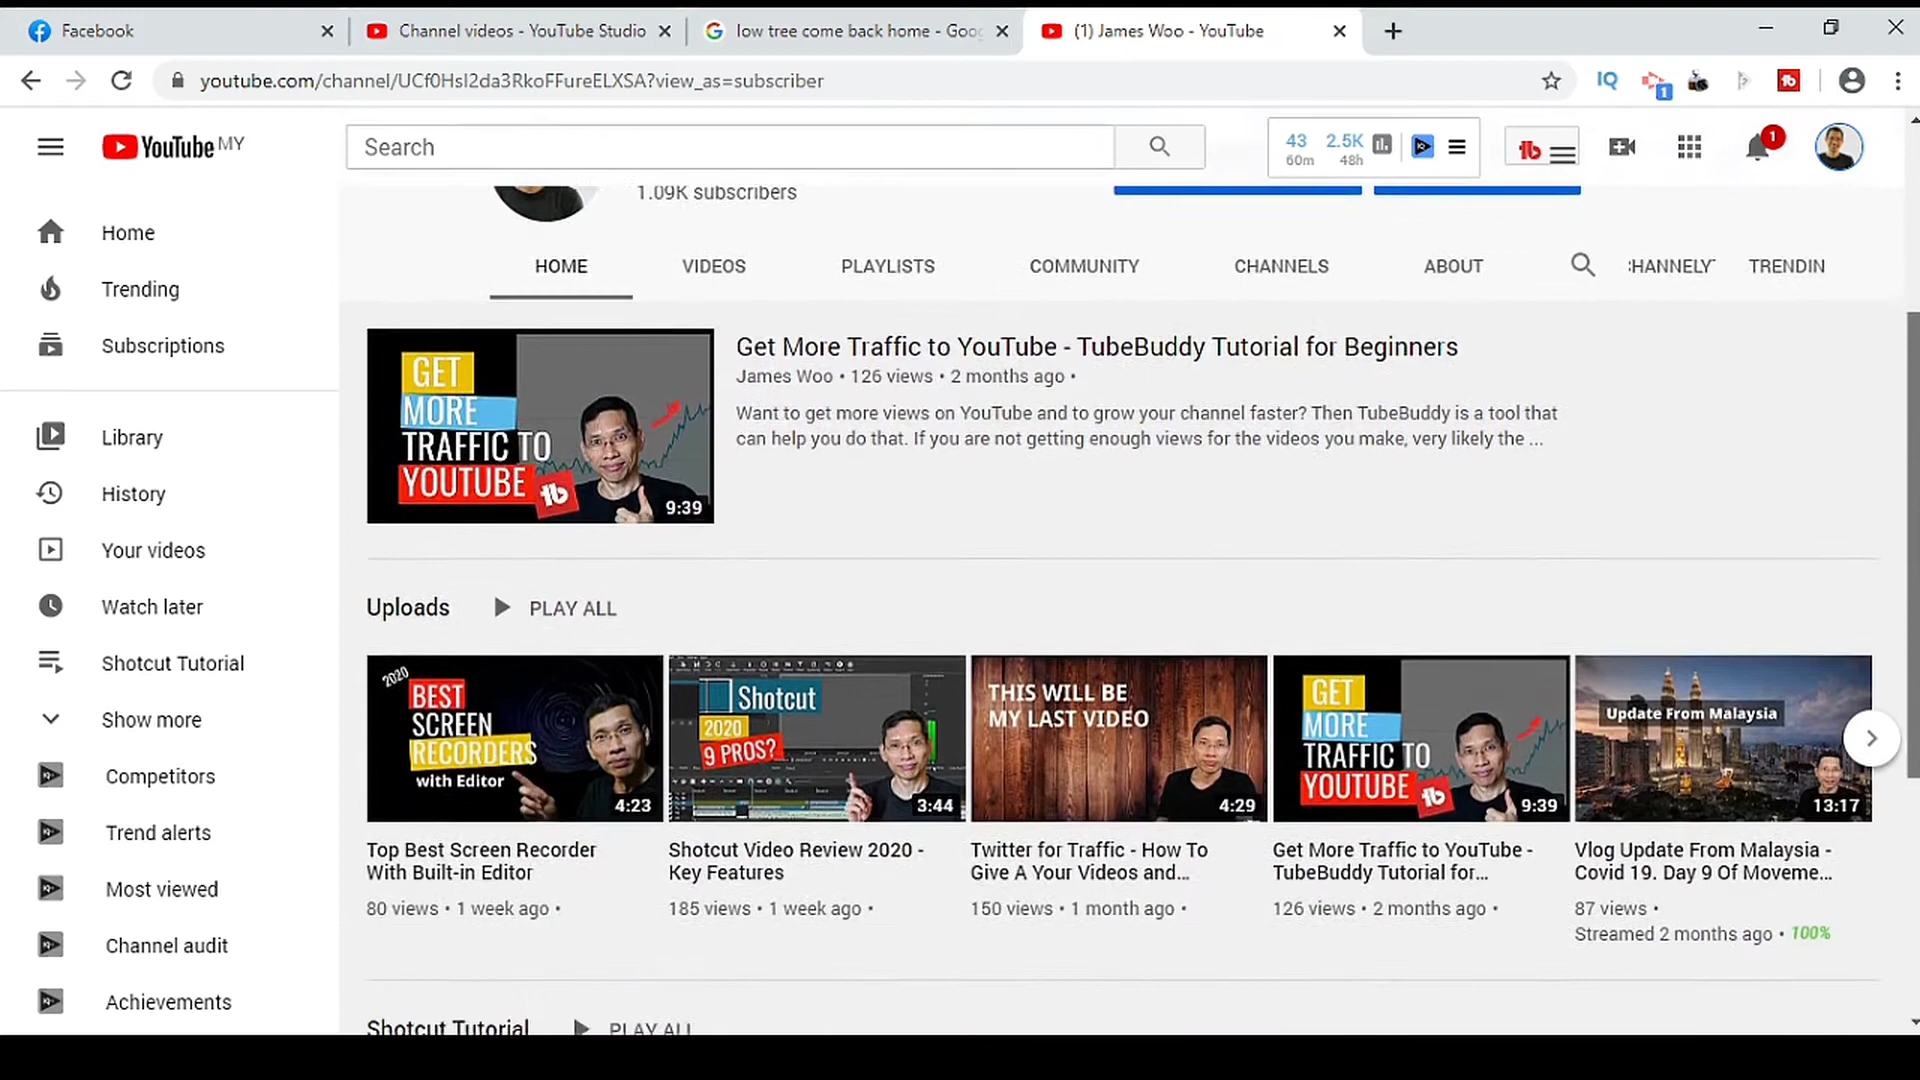 Facebook
Channel videos - YouTube Studio
low tree come back home - Goo
(1) James Woo - YouTube
youtube.com/channel/UCf0Hsl2da3RkoFFureELXSA?view_as=subscriber
IQ
1
YouTube MY
Search
43 2.5K
60m 48h
1
1.09K subscribers
HOME VIDEOS PLAYLISTS COMMUNITY CHANNELS ABOUT HANNELY TRENDIN
Home
Trending
Subscriptions
Library
History
Your videos
Watch later
Shotcut Tutorial
Show more
Competitors
Trend alerts
Most viewed
Channel audit
Achievements
GET
MORE
TRAFFIC TO
YOUTUBE
9:39
Get More Traffic to YouTube - TubeBuddy Tutorial for Beginners
James Woo • 126 views • 2 months ago •
Want to get more views on YouTube and to grow your channel faster? Then TubeBuddy is a tool that
can help you do that. If you are not getting enough views for the videos you make, very likely the ...
Uploads PLAY ALL
2020
BEST
SCREEN
RECORDERS
with Editor
4:23
Top Best Screen Recorder
With Built-in Editor
80 views • 1 week ago •
Shotcut
2020
9 PROS?
3:44
Shotcut Video Review 2020 -
Key Features
185 views • 1 week ago •
THIS WILL BE
MY LAST VIDEO
4:29
Twitter for Traffic - How To
Give A Your Videos and...
150 views • 1 month ago •
GET
MORE
TRAFFIC TO
YOUTUBE
9:39
Get More Traffic to YouTube -
TubeBuddy Tutorial for...
126 views • 2 months ago •
Update From Malaysia
13:17
Vlog Update From Malaysia -
Covid 19. Day 9 Of Moveme...
87 views •
Streamed 2 months ago • 100%
Shotcut Tutorial PLAY ALL